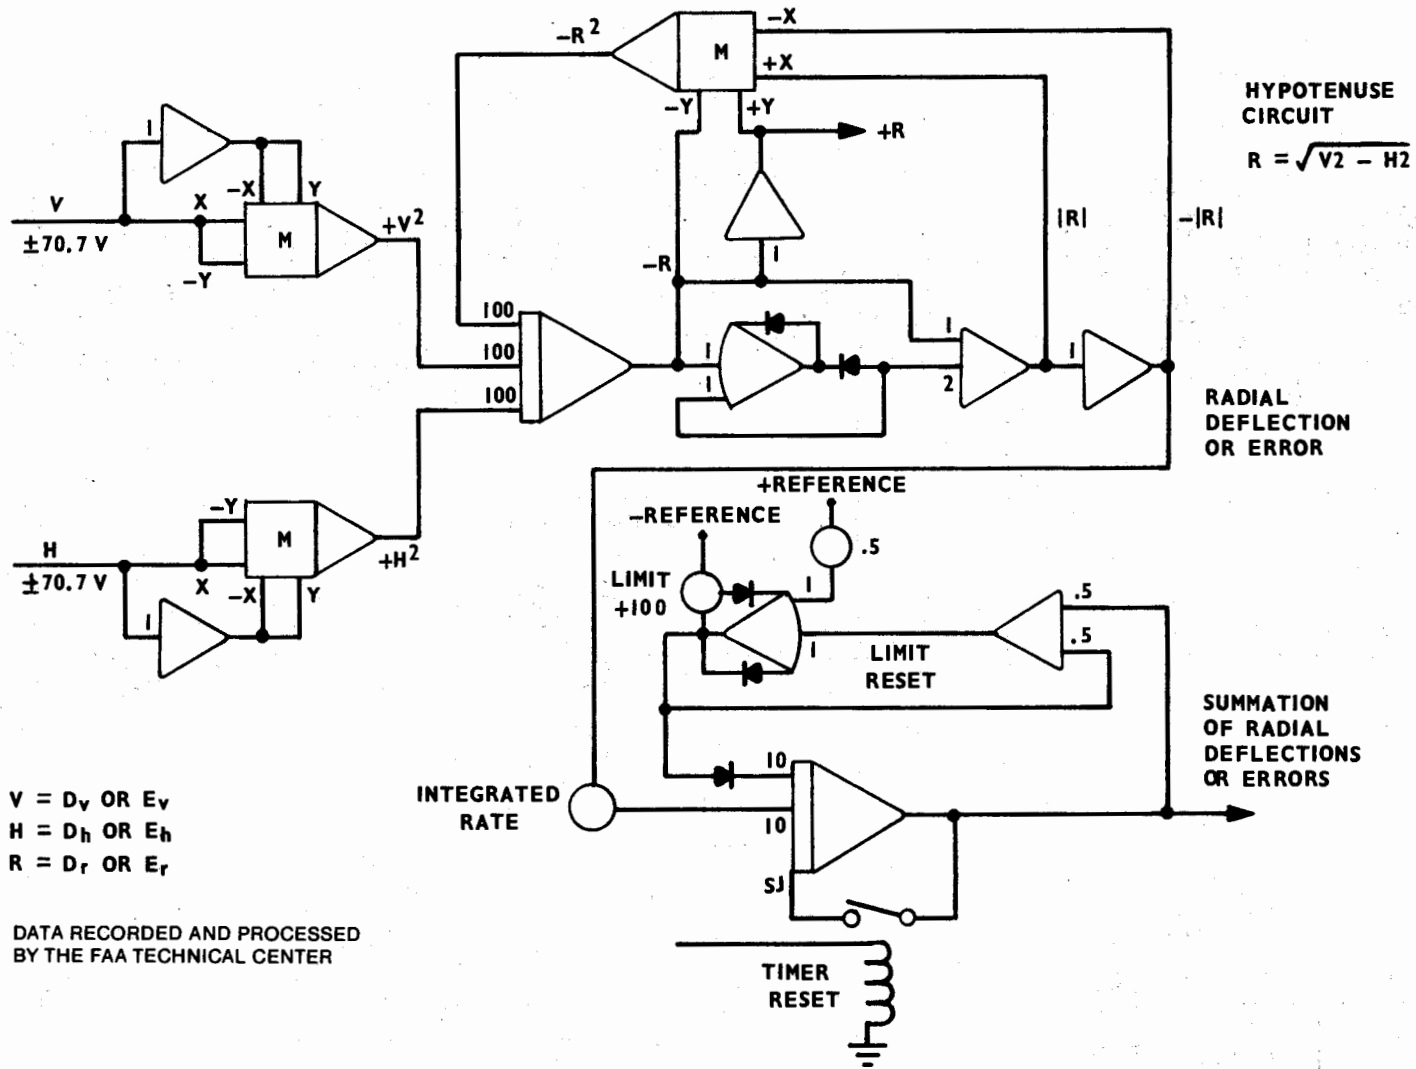 −R²
M
−X
+X
−Y
+Y
+R
HYPOTENUSE
CIRCUIT
R = √V2 − H2
1
V
±70.7 V
X
−X
Y
−Y
M
+V²
−R
1
|R|
−|R|
100
100
100
1
1
1
2
1
RADIAL
DEFLECTION
OR ERROR
H
±70.7 V
−Y
X
−X
Y
M
+H²
1
+REFERENCE
−REFERENCE
.5
LIMIT
+100
1
1
LIMIT
RESET
.5
.5
SUMMATION
OF RADIAL
DEFLECTIONS
OR ERRORS
INTEGRATED
RATE
10
10
SJ
TIMER
RESET
V = Dv OR Ev
H = Dh OR Eh
R = Dr OR Er
DATA RECORDED AND PROCESSED
BY THE FAA TECHNICAL CENTER